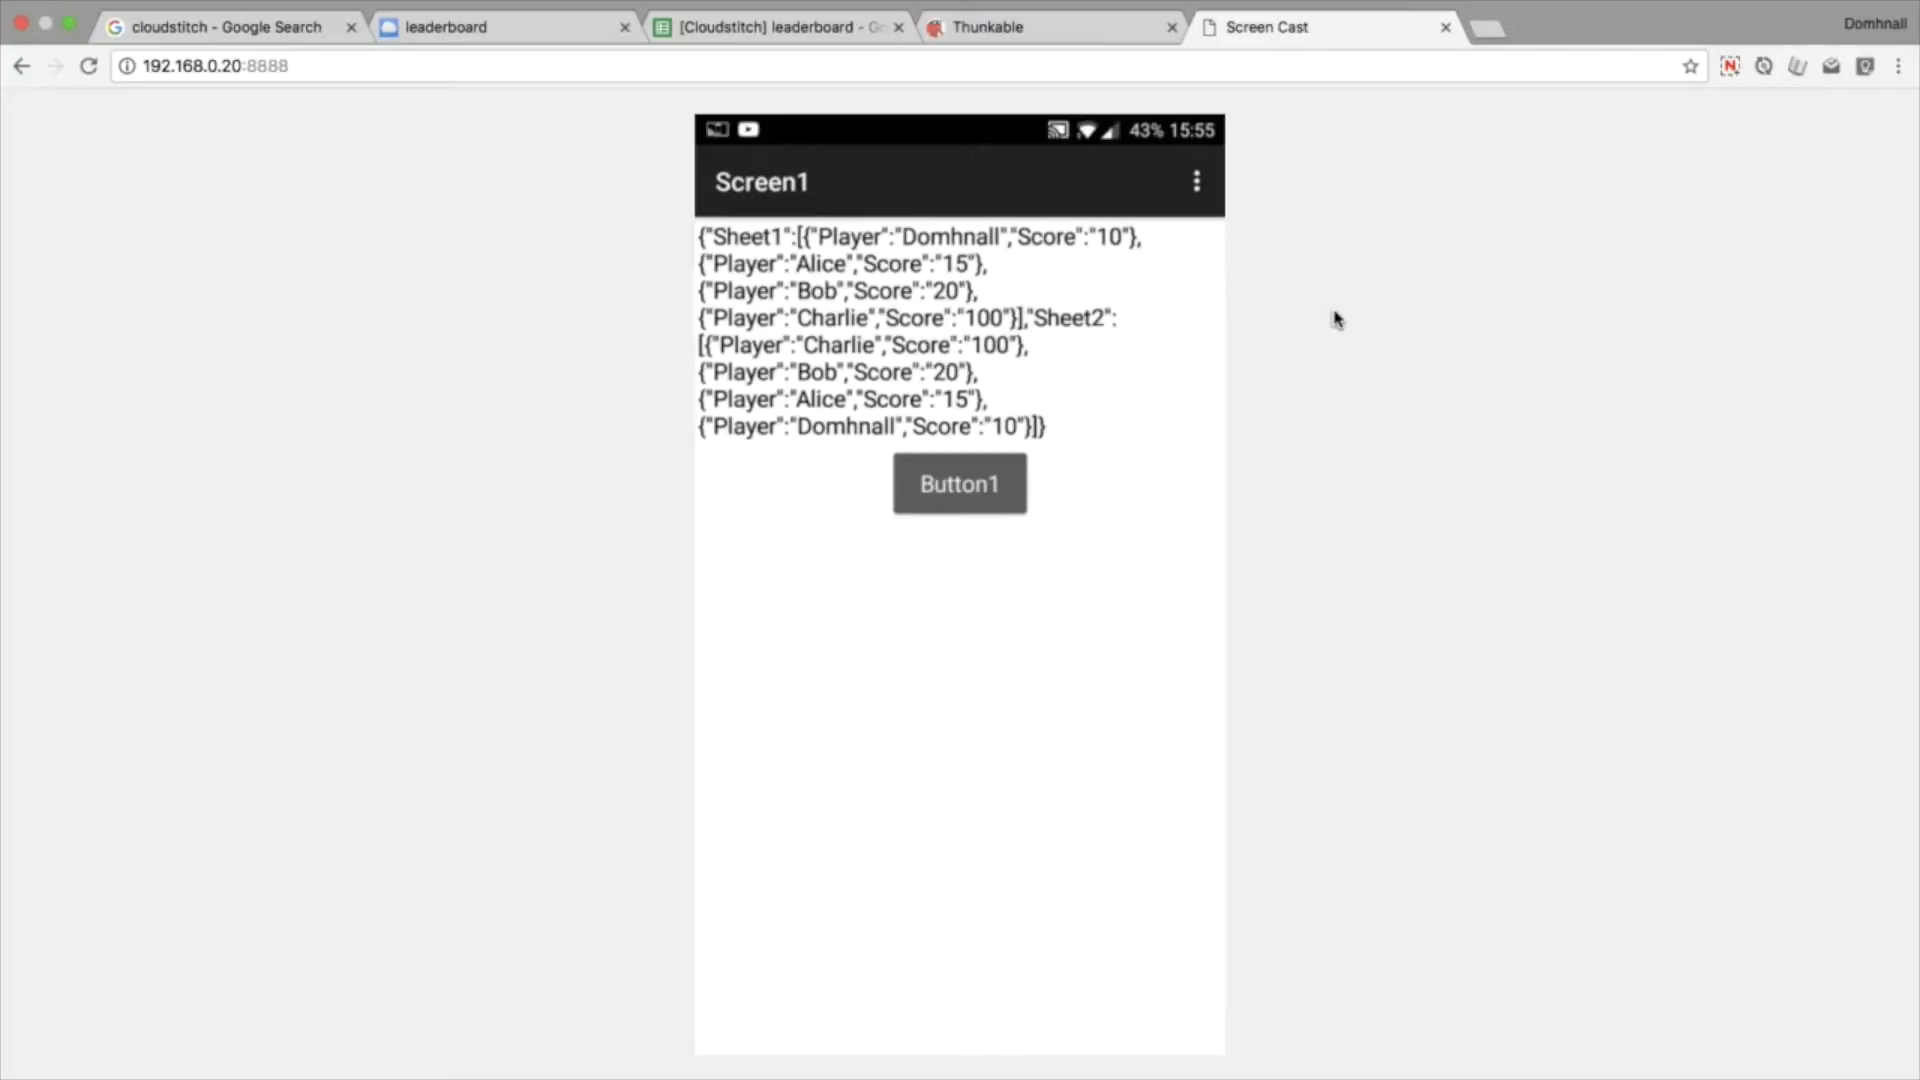 cloudstitch - Google Search
leaderboard
[Cloudstitch] leaderboard - Go
Thunkable
Screen Cast
Domhnall
192.168.0.20:8888
43% 15:55
Screen1
{"Sheet1":[{"Player":"Domhnall","Score":"10"},
{"Player":"Alice","Score":"15"},
{"Player":"Bob","Score":"20"},
{"Player":"Charlie","Score":"100"}],"Sheet2":
[{"Player":"Charlie","Score":"100"},
{"Player":"Bob","Score":"20"},
{"Player":"Alice","Score":"15"},
{"Player":"Domhnall","Score":"10"}]}
Button1